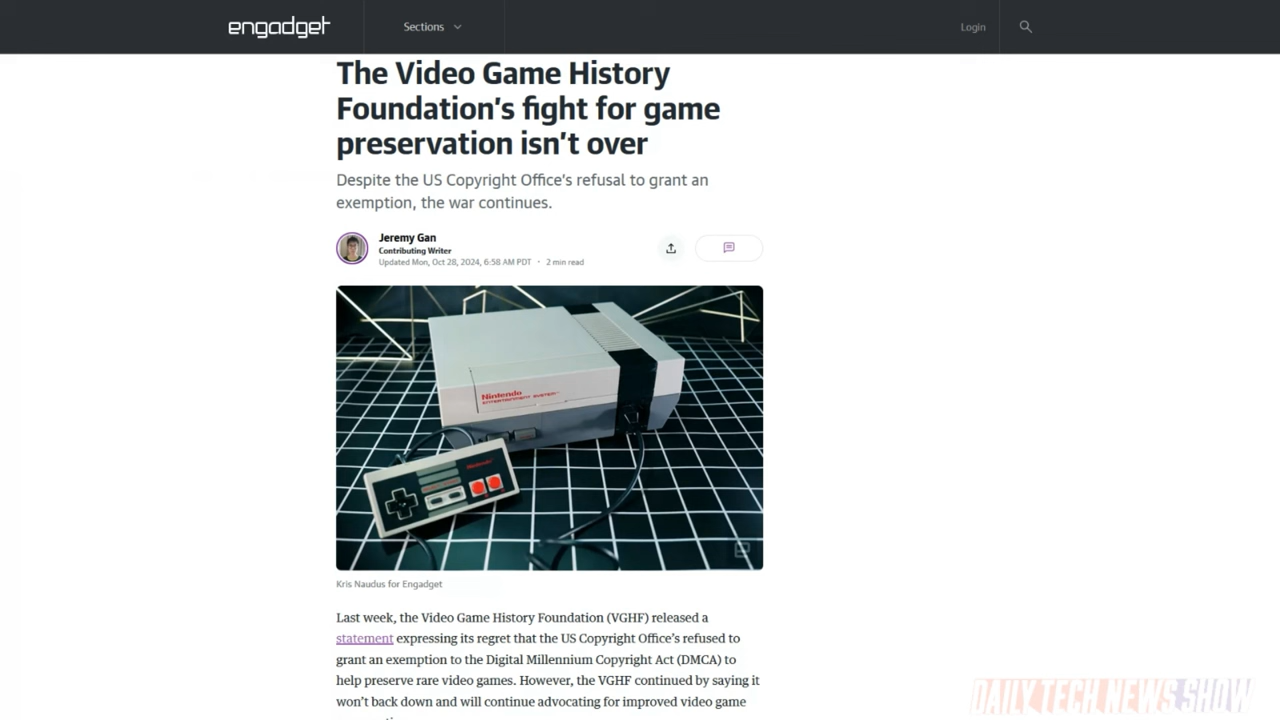 engadget
Sections
Login
The Video Game History
Foundation's fight for game
preservation isn't over
Despite the US Copyright Office's refusal to grant an
exemption, the war continues.
Jeremy Gan
Contributing Writer
Updated Mon, Oct 28, 2024, 6:58 AM PDT · 2 min read
Nintendo
ENTERTAINMENT SYSTEM
Nintendo
Kris Naudus for Engadget
Last week, the Video Game History Foundation (VGHF) released a
statement expressing its regret that the US Copyright Office's refused to
grant an exemption to the Digital Millennium Copyright Act (DMCA) to
help preserve rare video games. However, the VGHF continued by saying it
won't back down and will continue advocating for improved video game
DAILY TECH NEWS SHOW